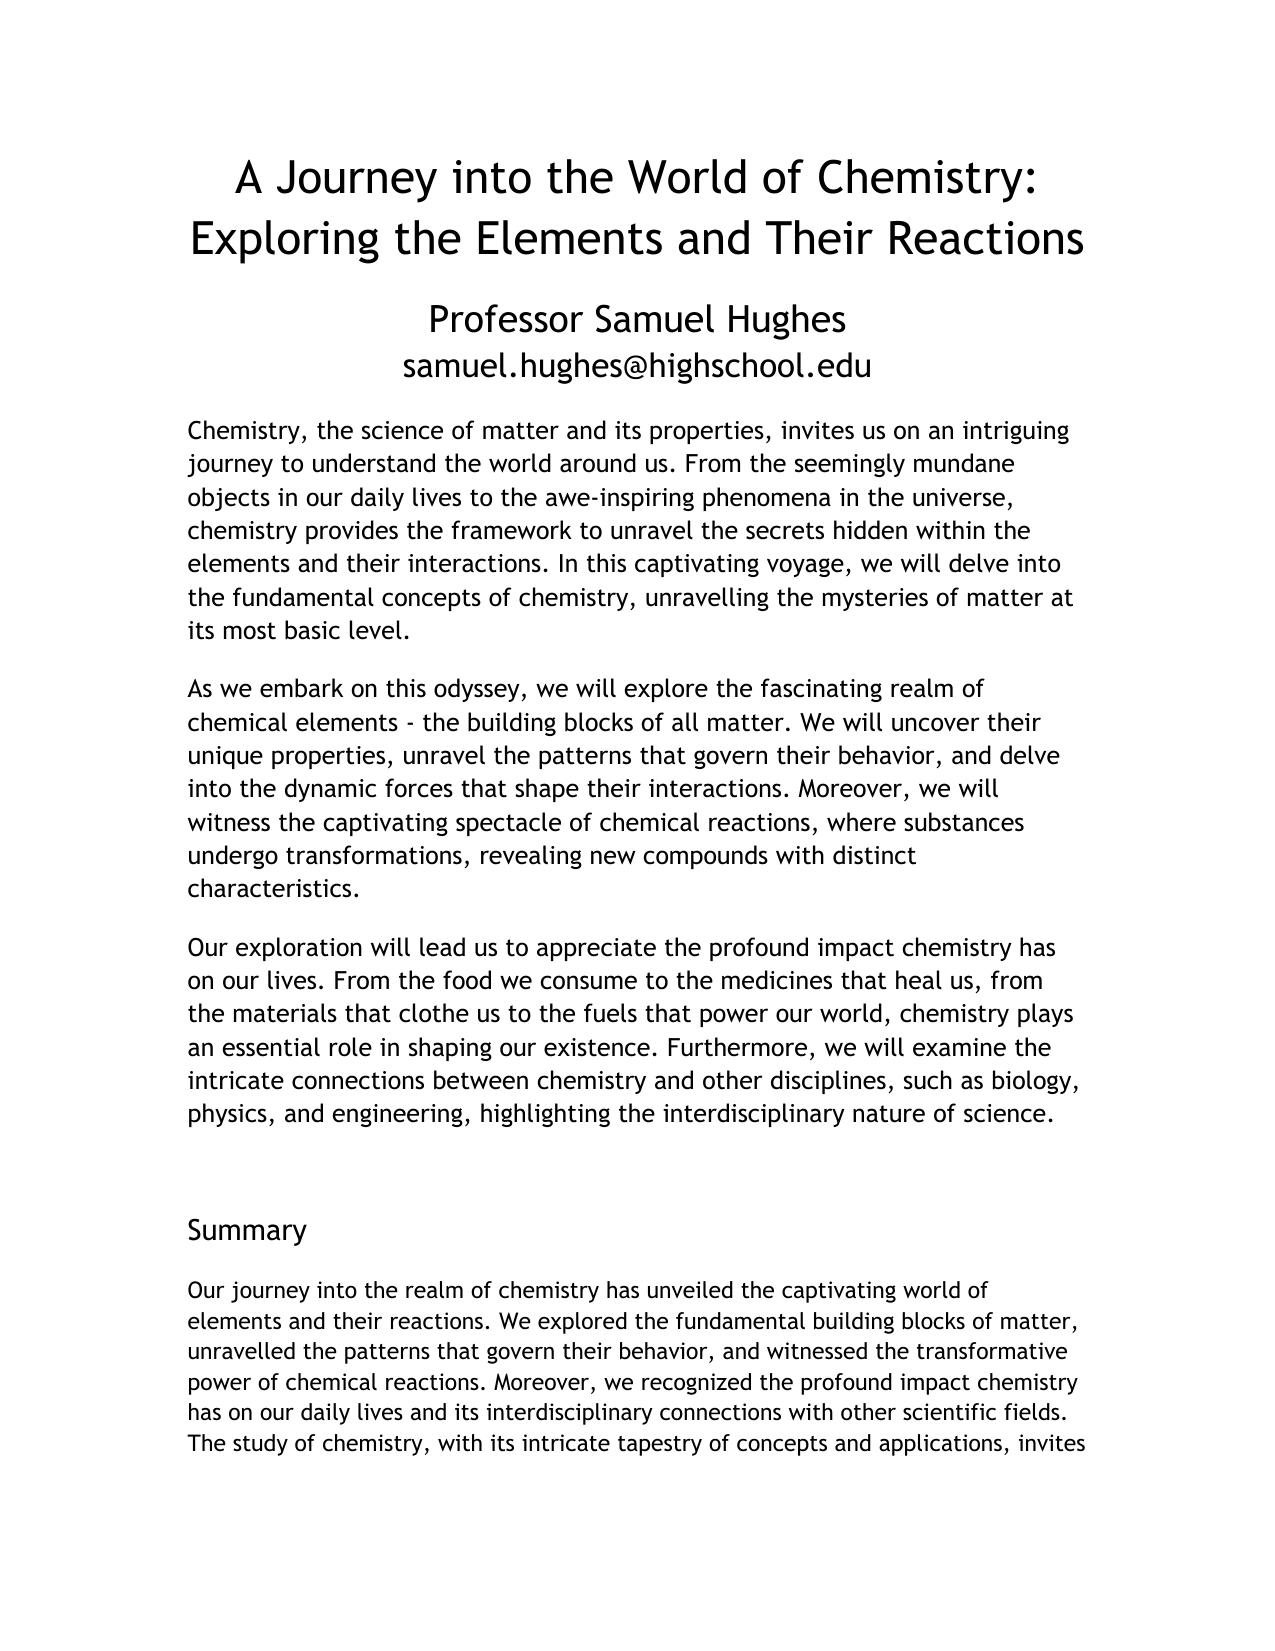 A Journey into the World of Chemistry:
Exploring the Elements and Their Reactions
Professor Samuel Hughes
samuel.hughes@highschool.edu
Chemistry, the science of matter and its properties, invites us on an intriguing
journey to understand the world around us. From the seemingly mundane
objects in our daily lives to the awe-inspiring phenomena in the universe,
chemistry provides the framework to unravel the secrets hidden within the
elements and their interactions. In this captivating voyage, we will delve into
the fundamental concepts of chemistry, unravelling the mysteries of matter at
its most basic level.
As we embark on this odyssey, we will explore the fascinating realm of
chemical elements - the building blocks of all matter. We will uncover their
unique properties, unravel the patterns that govern their behavior, and delve
into the dynamic forces that shape their interactions. Moreover, we will
witness the captivating spectacle of chemical reactions, where substances
undergo transformations, revealing new compounds with distinct
characteristics.
Our exploration will lead us to appreciate the profound impact chemistry has
on our lives. From the food we consume to the medicines that heal us, from
the materials that clothe us to the fuels that power our world, chemistry plays
an essential role in shaping our existence. Furthermore, we will examine the
intricate connections between chemistry and other disciplines, such as biology,
physics, and engineering, highlighting the interdisciplinary nature of science.
Summary
Our journey into the realm of chemistry has unveiled the captivating world of
elements and their reactions. We explored the fundamental building blocks of matter,
unravelled the patterns that govern their behavior, and witnessed the transformative
power of chemical reactions. Moreover, we recognized the profound impact chemistry
has on our daily lives and its interdisciplinary connections with other scientific fields.
The study of chemistry, with its intricate tapestry of concepts and applications, invites